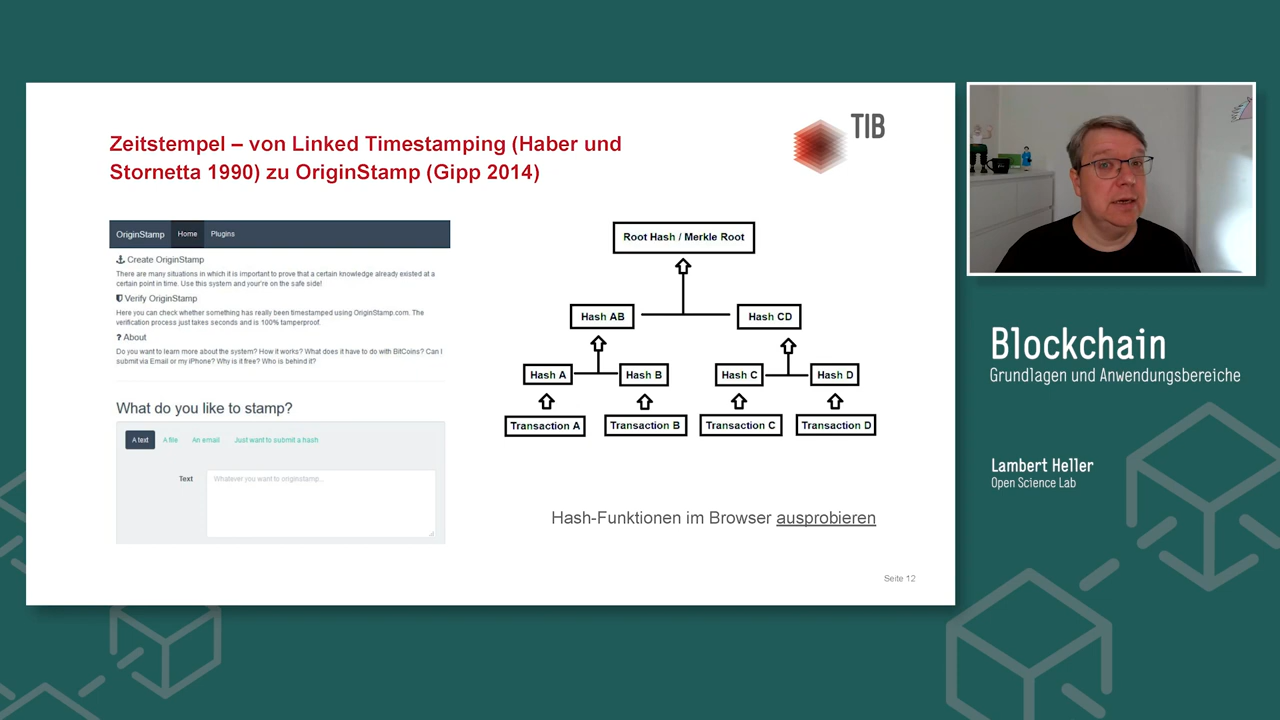 Zeitstempel – von Linked Timestamping (Haber und
Stornetta 1990) zu OriginStamp (Gipp 2014)
TIB
OriginStamp Home Plugins
Create OriginStamp
There are many situations in which it is important to prove that a certain knowledge already existed at a
certain point in time. Use this system and your're on the safe side!
Verify OriginStamp
Here you can check whether something has really been timestamped using OriginStamp.com. The
verification process just takes seconds and is 100% tamperproof.
? About
Do you want to learn more about the system? How it works? What does it have to do with BitCoins? Can I
submit via Email or my iPhone? Why is it free? Who is behind it?
What do you like to stamp?
A text A file An email Just want to submit a hash
Text Whatever you want to originstamp...
Root Hash / Merkle Root
Hash AB Hash CD
Hash A Hash B Hash C Hash D
Transaction A Transaction B Transaction C Transaction D
Hash-Funktionen im Browser ausprobieren
Seite 12
Blockchain
Grundlagen und Anwendungsbereiche
Lambert Heller
Open Science Lab